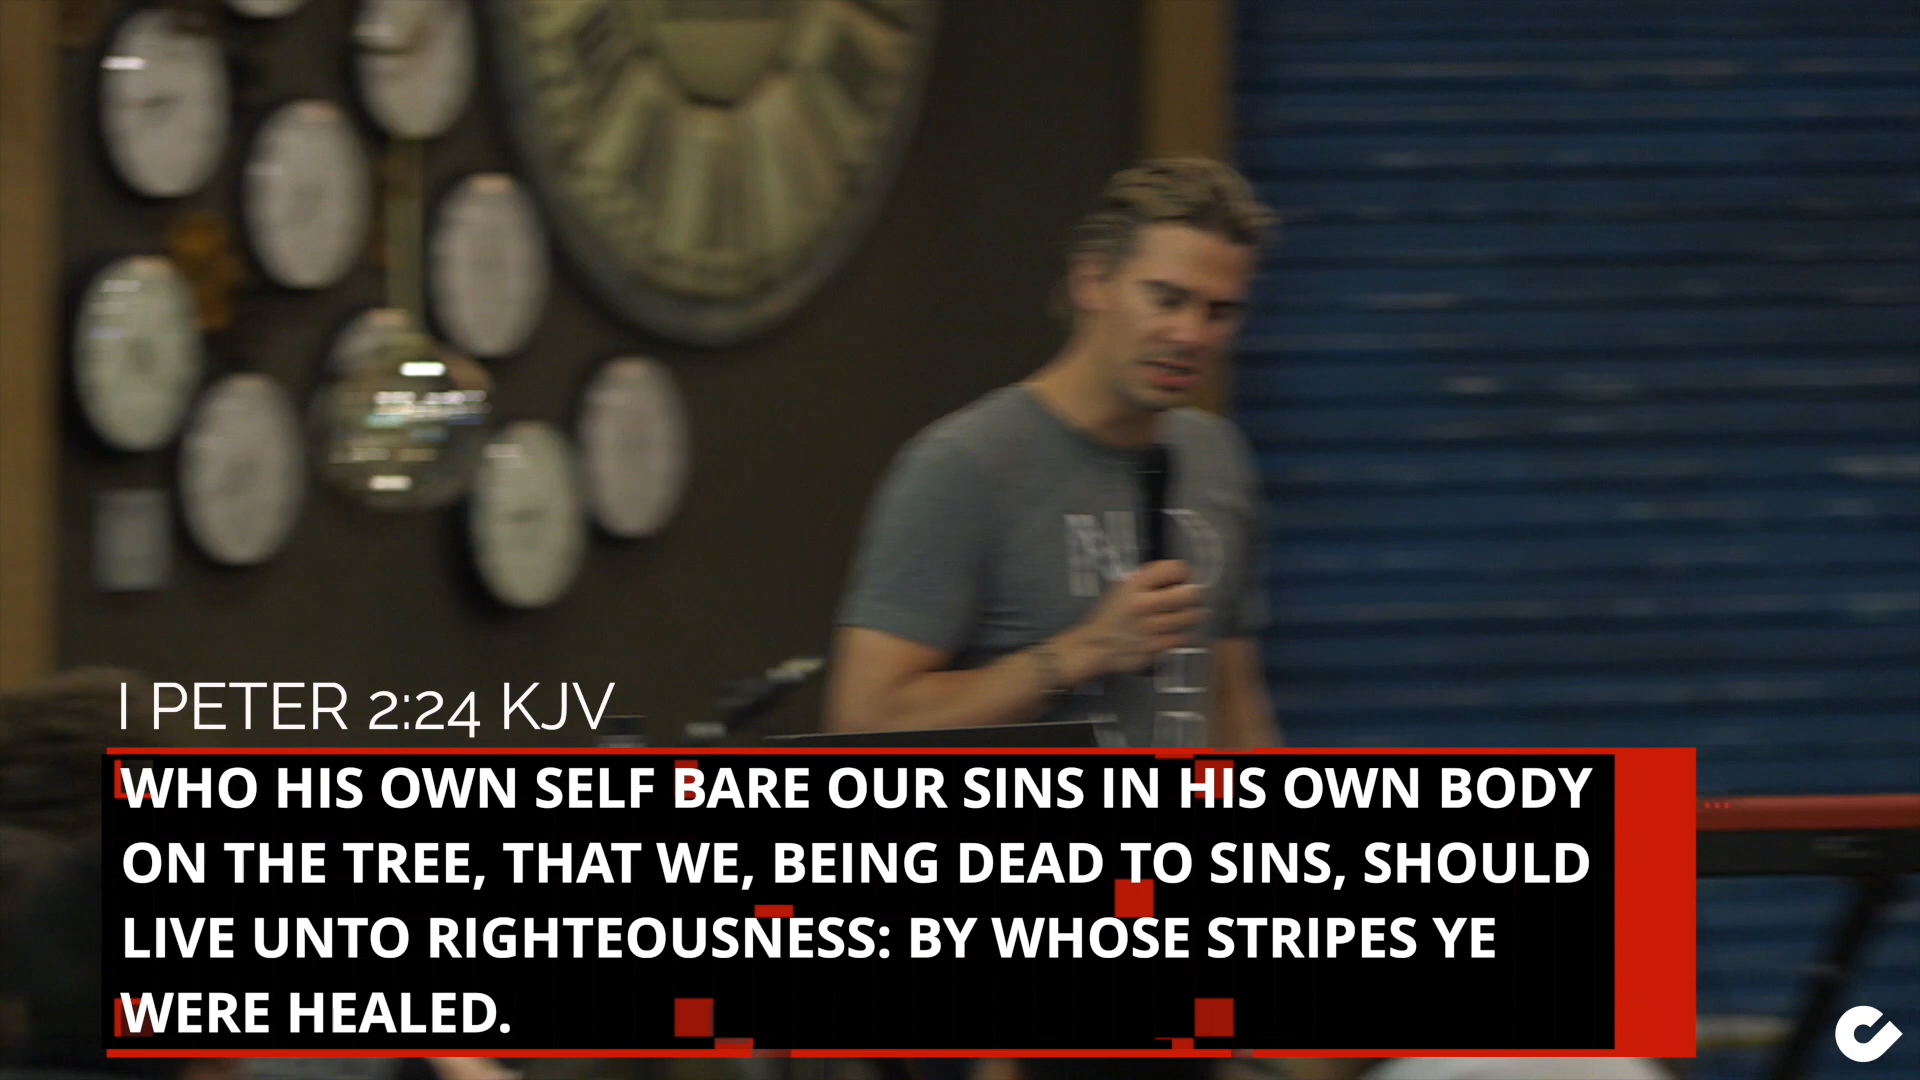 I PETER 2:24 KJV
WHO HIS OWN SELF BARE OUR SINS IN HIS OWN BODY
ON THE TREE, THAT WE, BEING DEAD TO SINS, SHOULD
LIVE UNTO RIGHTEOUSNESS: BY WHOSE STRIPES YE
WERE HEALED.